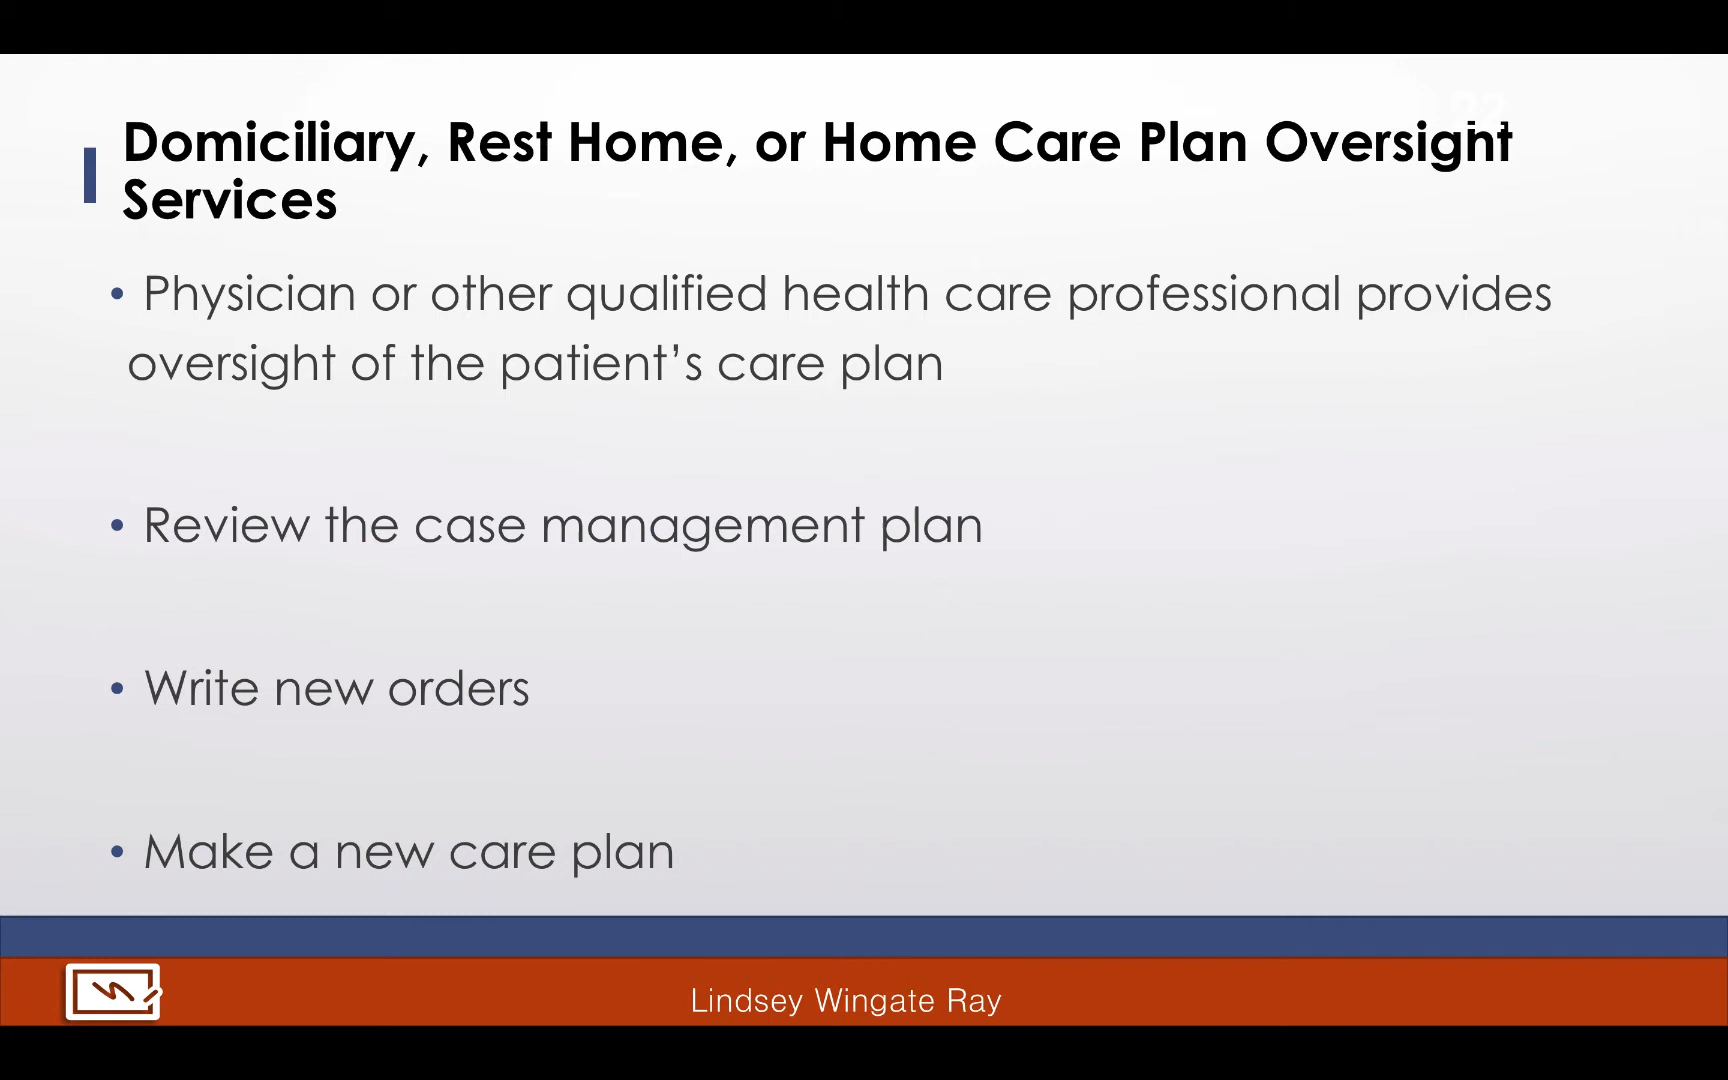 Domiciliary, Rest Home, or Home Care Plan Oversight
Services
• Physician or other qualified health care professional provides
oversight of the patient’s care plan
• Review the case management plan
• Write new orders
• Make a new care plan
Lindsey Wingate Ray